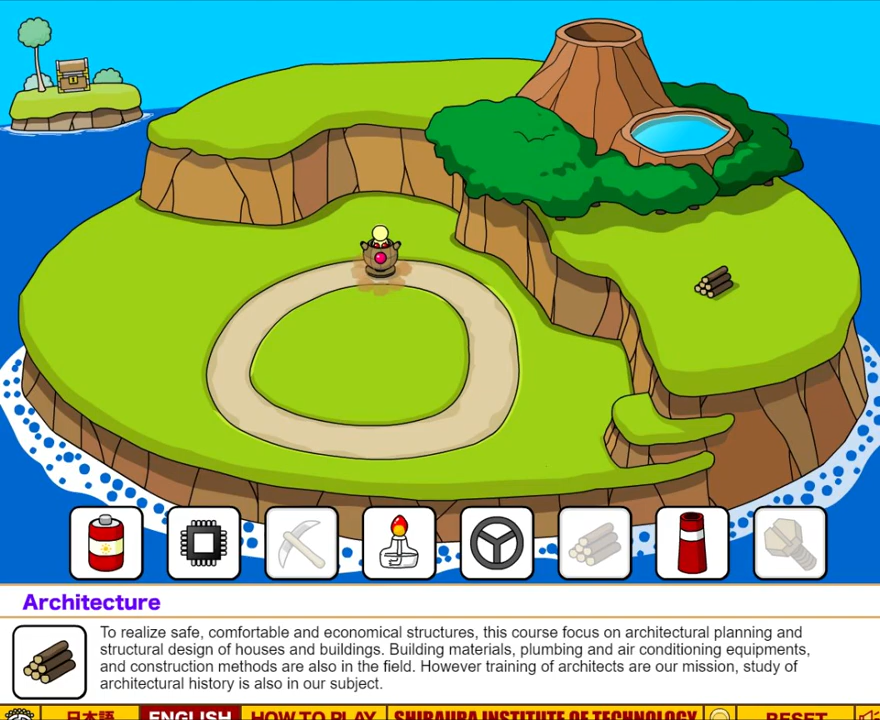 Architecture
To realize safe, comfortable and economical structures, this course focus on architectural planning and
structural design of houses and buildings. Building materials, plumbing and air conditioning equipments,
and construction methods are also in the field. However training of architects are our mission, study of
architectural history is also in our subject.
日本語 ENGLISH HOW TO PLAY SHIBAURA INSTITUTE OF TECHNOLOGY RESET